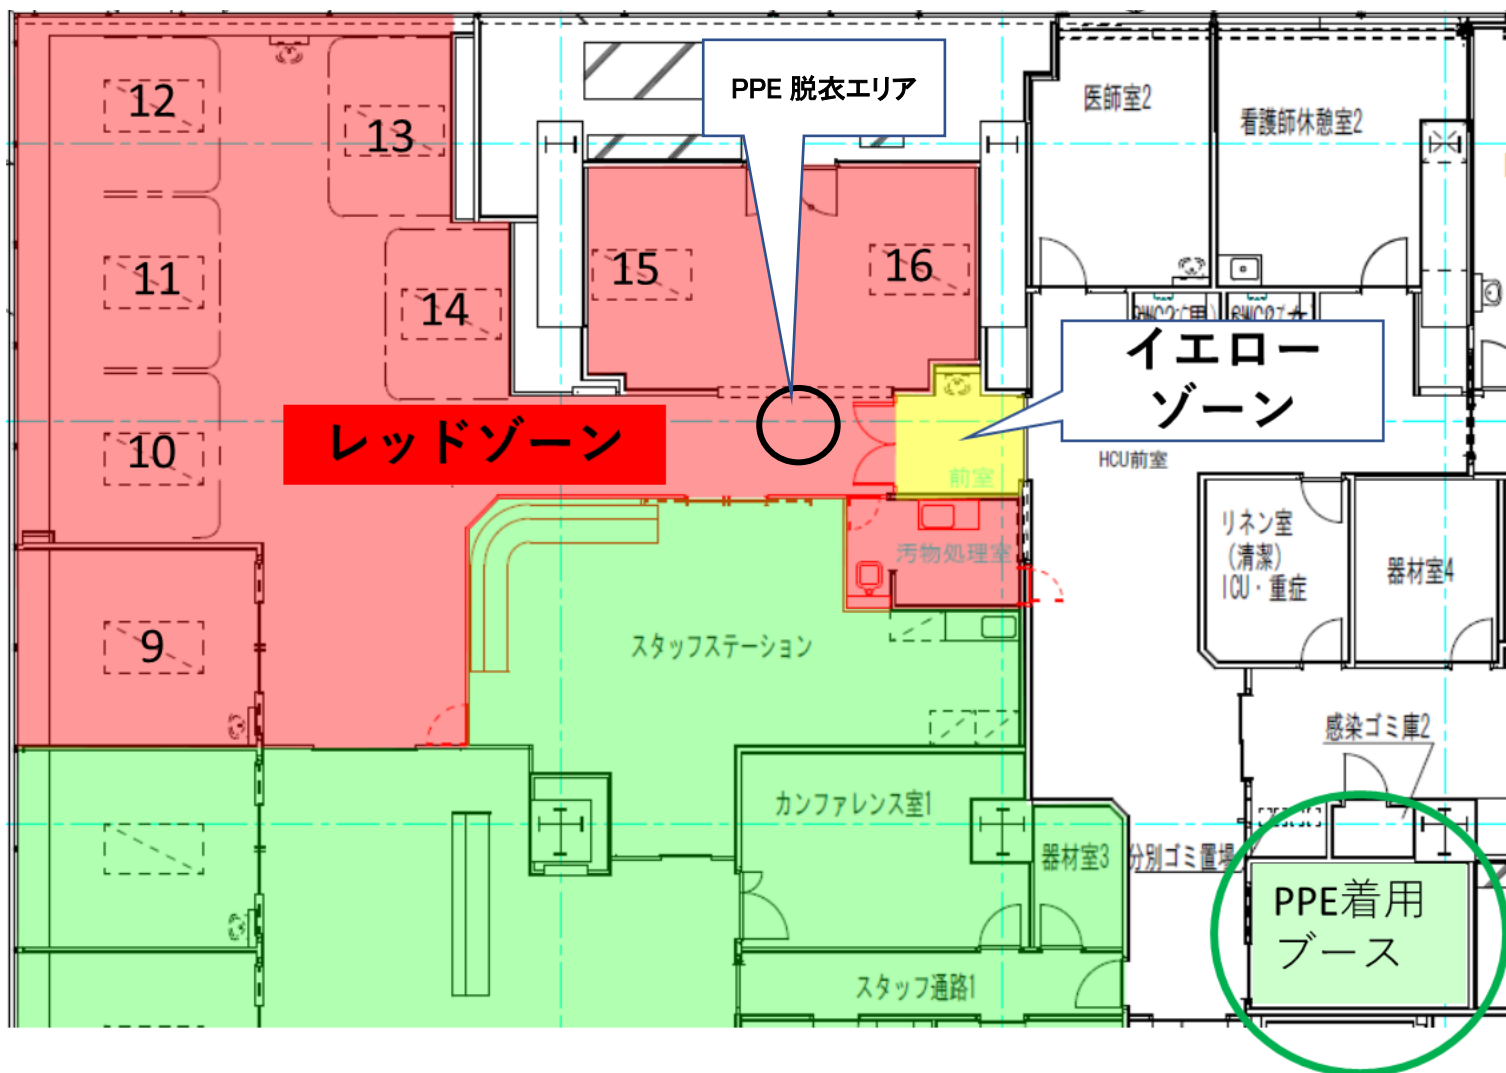 PPE 脱衣エリア
12
13
医師室2
看護師休憩室2
11
14
15
16
イエロー
ゾーン
レッドゾーン
10
前室
HCU前室
リネン室
(清潔)
ICU・重症
器材室4
汚物処理室
9
スタッフステーション
感染ゴミ庫2
カンファレンス室1
器材室3
分別ゴミ置場
PPE着用
ブース
スタッフ通路1